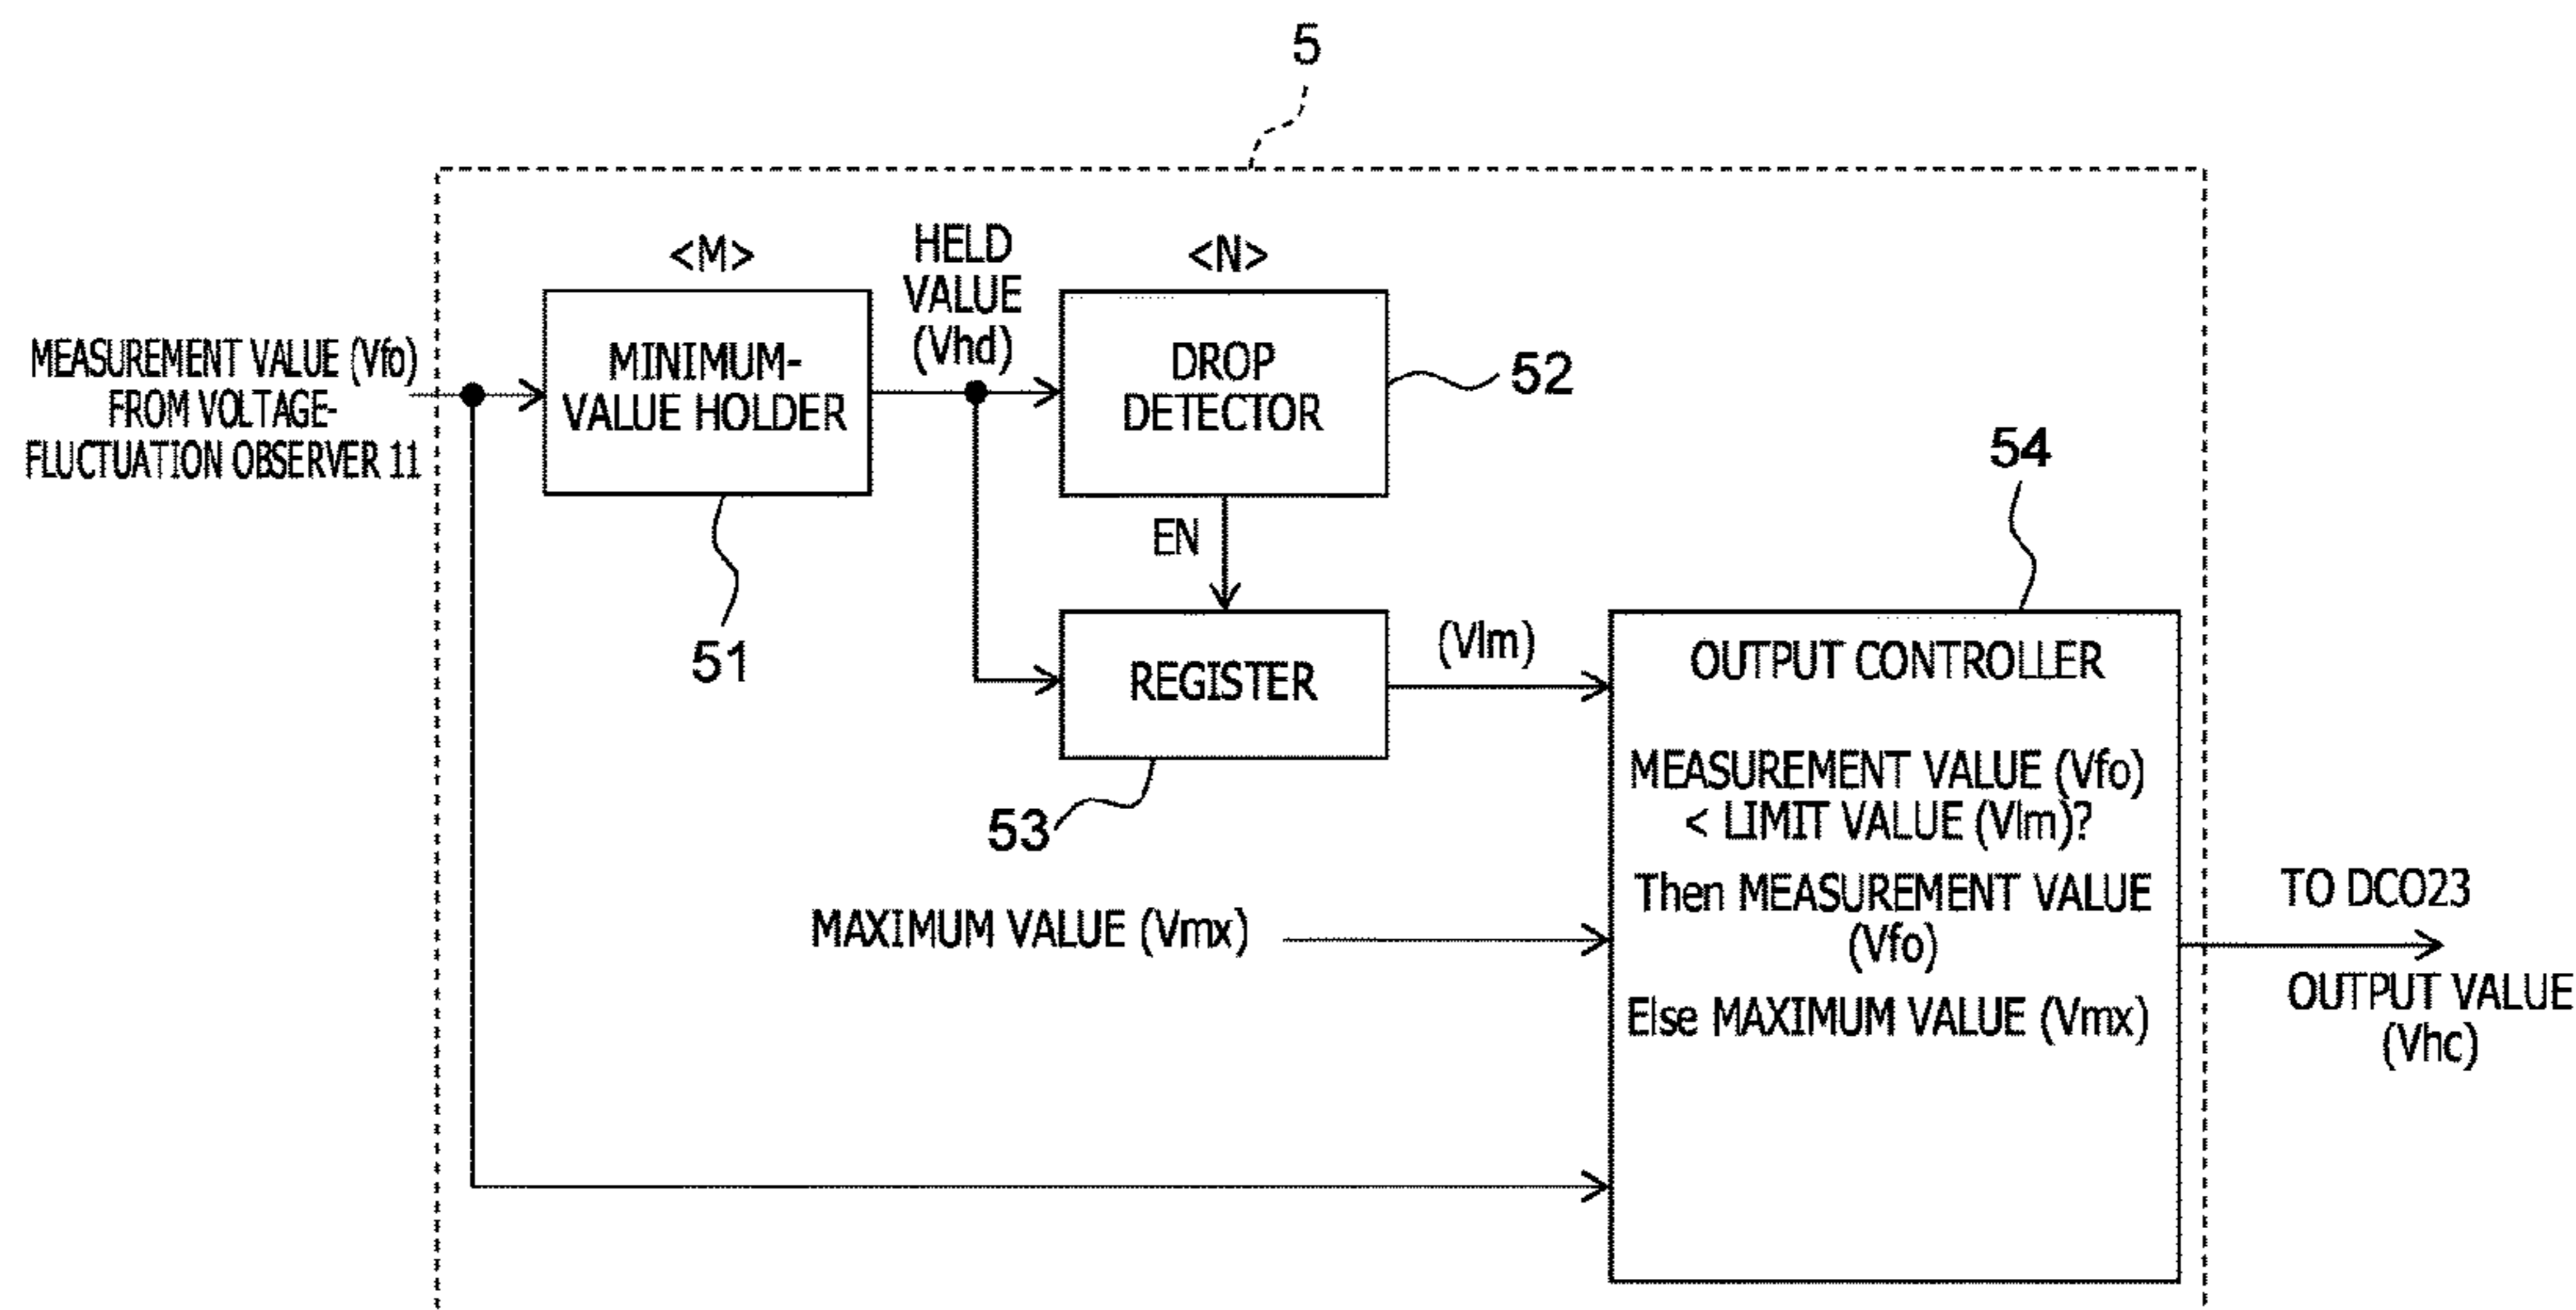 5
<M>
HELD
VALUE
(Vhd)
<N>
MEASUREMENT VALUE (Vfo)
FROM VOLTAGE-
FLUCTUATION OBSERVER 11
MINIMUM-
VALUE HOLDER
DROP
DETECTOR
52
51
EN
54
REGISTER
53
(Vlm)
OUTPUT CONTROLLER
MEASUREMENT VALUE (Vfo)
< LIMIT VALUE (Vlm)?
Then MEASUREMENT VALUE
(Vfo)
Else MAXIMUM VALUE (Vmx)
MAXIMUM VALUE (Vmx)
TO DCO23
OUTPUT VALUE
(Vhc)